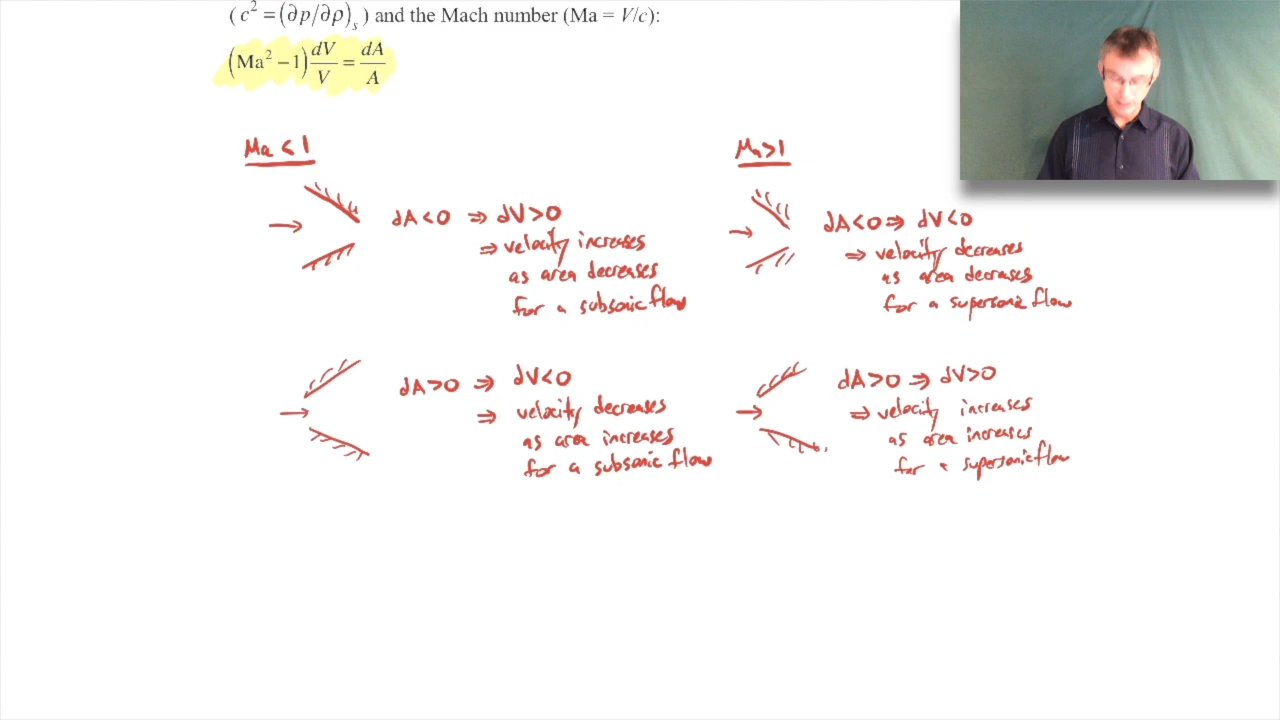 ( c² = (∂p/∂ρ)ₛ ) and the Mach number (Ma = V/c):
(Ma² − 1) dV/V = dA/A
Ma < 1
dA<0 ⇒ dV>0
⇒ velocity increases
as area decreases
for a subsonic flow
dA>0 ⇒ dV<0
⇒ velocity decreases
as area increases
for a subsonic flow
Ma >1
dA<0 ⇒ dV<0
⇒ velocity decreases
as area decreases
for a supersonic flow
dA>0 ⇒ dV>0
⇒ velocity increases
as area increases
for a supersonic flow